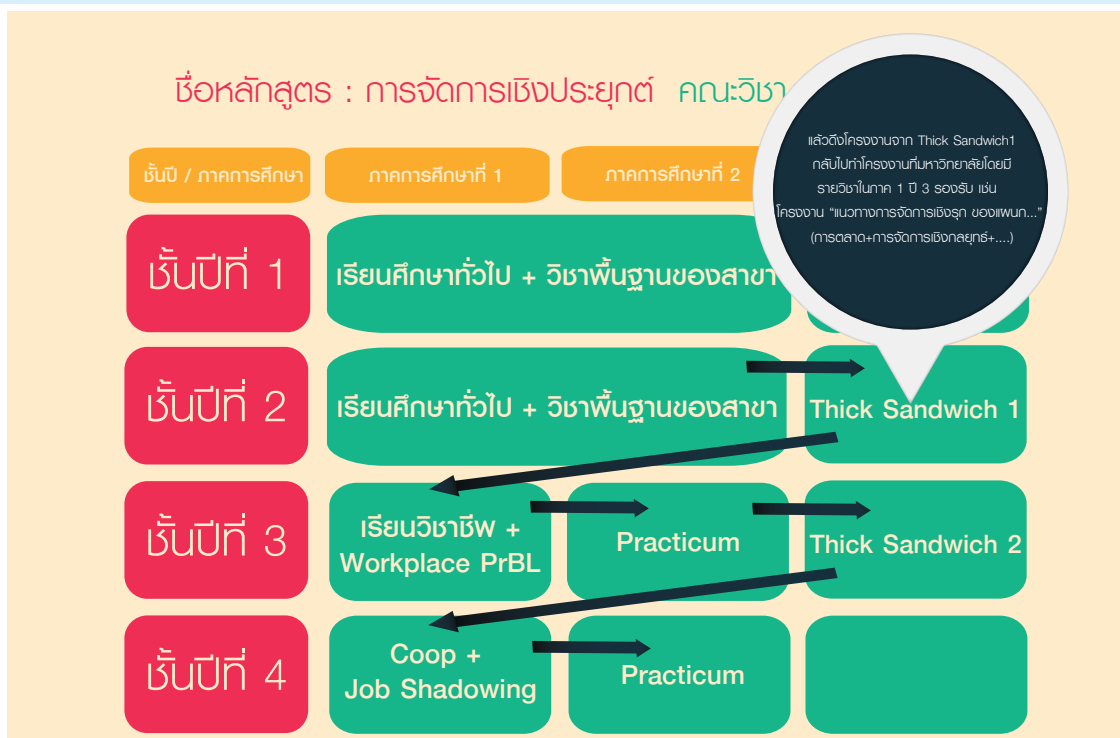 ชื่อหลักสูตร : การจัดการเชิงประยุกต์ คณะวิชา
แล้วดึงโครงงานจาก Thick Sandwich1
กลับไปทำโครงงานที่มหาวิทยาลัยโดยมี
รายวิชาในภาค 1 ปี 3 รองรับ เช่น
โครงงาน “แนวทางการจัดการเชิงรุก ของแผนก...”
(การตลาด+การจัดการเชิงกลยุทธ์+....)
ชั้นปี / ภาคการศึกษา
ภาคการศึกษาที่ 1
ภาคการศึกษาที่ 2
ชั้นปีที่ 1
เรียนศึกษาทั่วไป + วิชาพื้นฐานของสาขา
ชั้นปีที่ 2
เรียนศึกษาทั่วไป + วิชาพื้นฐานของสาขา
Thick Sandwich 1
ชั้นปีที่ 3
เรียนวิชาชีพ +
Workplace PrBL
Practicum
Thick Sandwich 2
ชั้นปีที่ 4
Coop +
Job Shadowing
Practicum